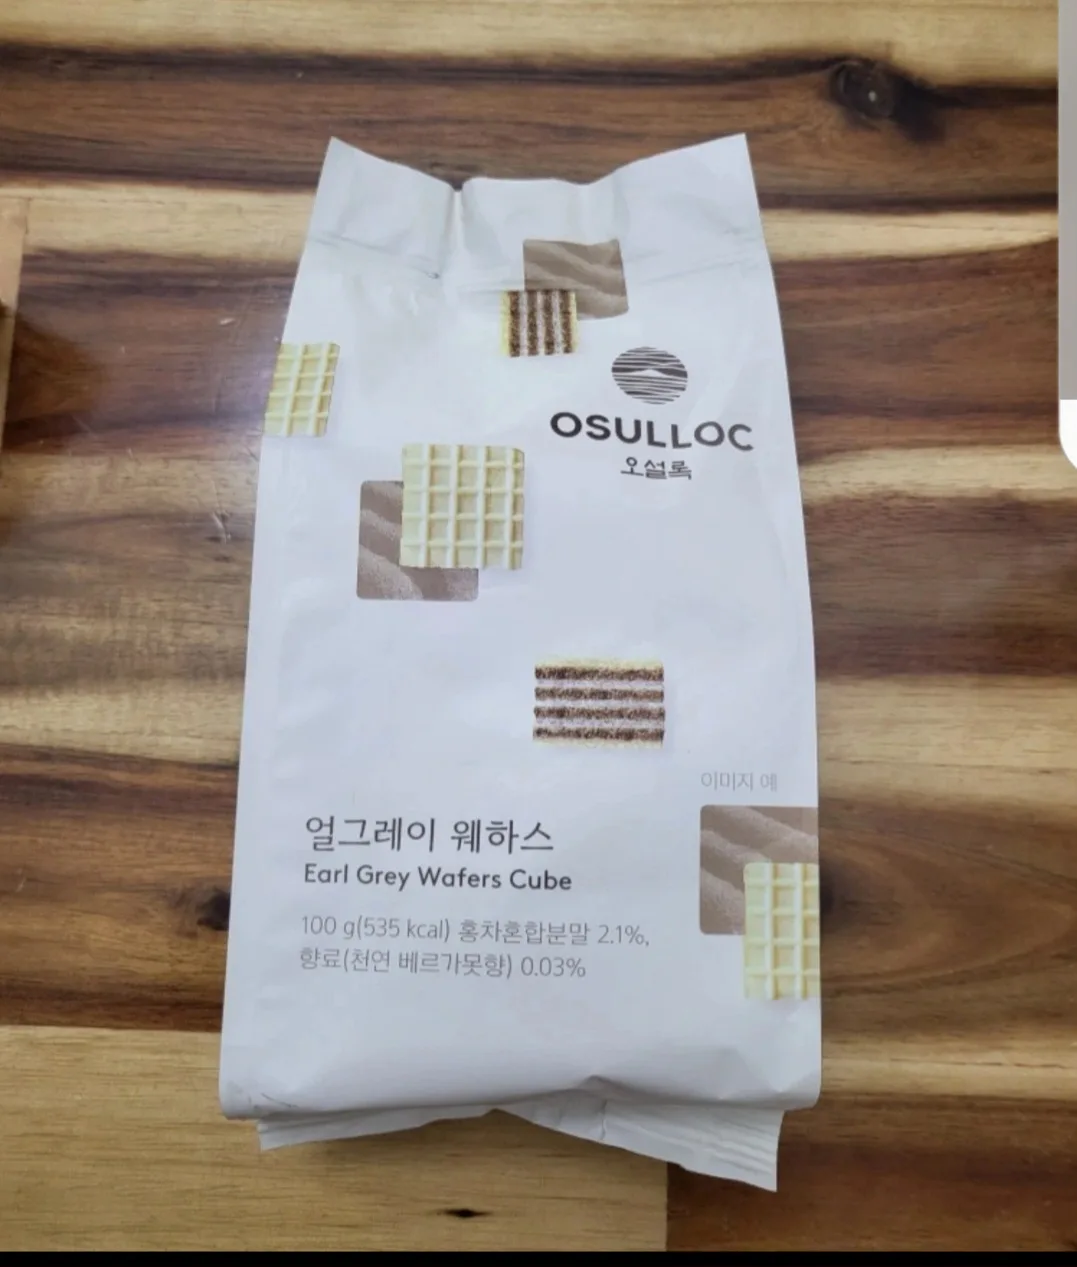 OSULLOC
오설록
이미지 예
얼그레이 웨하스
Earl Grey Wafers Cube
100 g(535 kcal) 홍차혼합분말 2.1%,
향료(천연 베르가못향) 0.03%